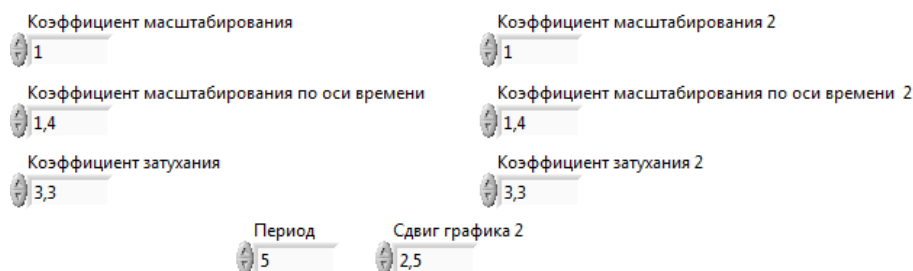 Коэффициент масштабирования
1
Коэффициент масштабирования 2
1
Коэффициент масштабирования по оси времени
1,4
Коэффициент масштабирования по оси времени 2
1,4
Коэффициент затухания
3,3
Коэффициент затухания 2
3,3
Период
5
Сдвиг графика 2
2,5